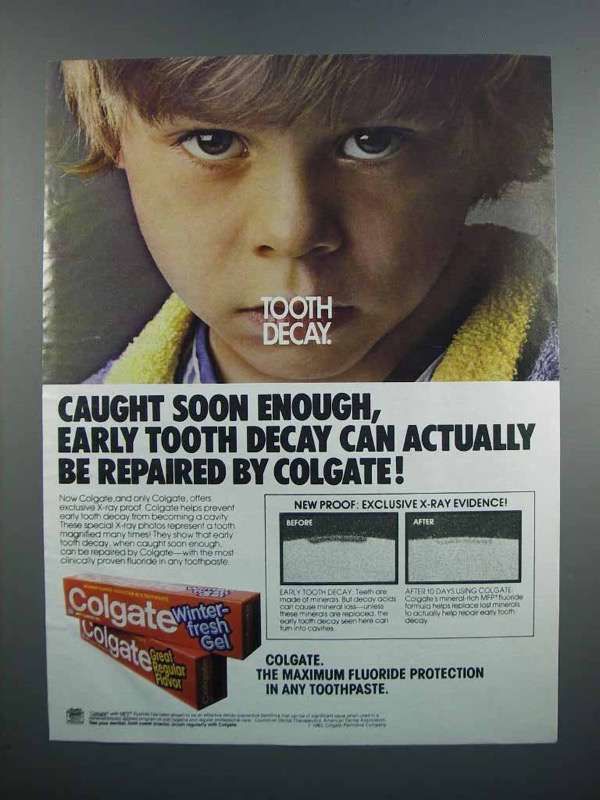 TOOTH
DECAY.
CAUGHT SOON ENOUGH,
EARLY TOOTH DECAY CAN ACTUALLY
BE REPAIRED BY COLGATE!
Now Colgate, and only Colgate, offers
exclusive X-ray proof. Colgate helps prevent
early tooth decay from becoming a cavity.
These special X-ray photos represent a tooth
magnified many times! They show that early
tooth decay, when caught soon enough,
can be repaired by Colgate—with the most
clinically proven fluoride in any toothpaste.
NEW PROOF: EXCLUSIVE X-RAY EVIDENCE!
BEFORE
EARLY TOOTH DECAY: Teeth are
made of minerals. But decay acids
can cause mineral loss—unless
these minerals are replaced, the
early tooth decay seen here can
turn into cavities.
AFTER
AFTER 10 DAYS USING COLGATE:
Colgate's mineral-rich MFP® fluoride
formula helps replace lost minerals
to actually help repair early tooth
decay.
Colgate
Winter-
fresh
Gel
Colgate
Great
Regular
Flavor
COLGATE.
THE MAXIMUM FLUORIDE PROTECTION
IN ANY TOOTHPASTE.